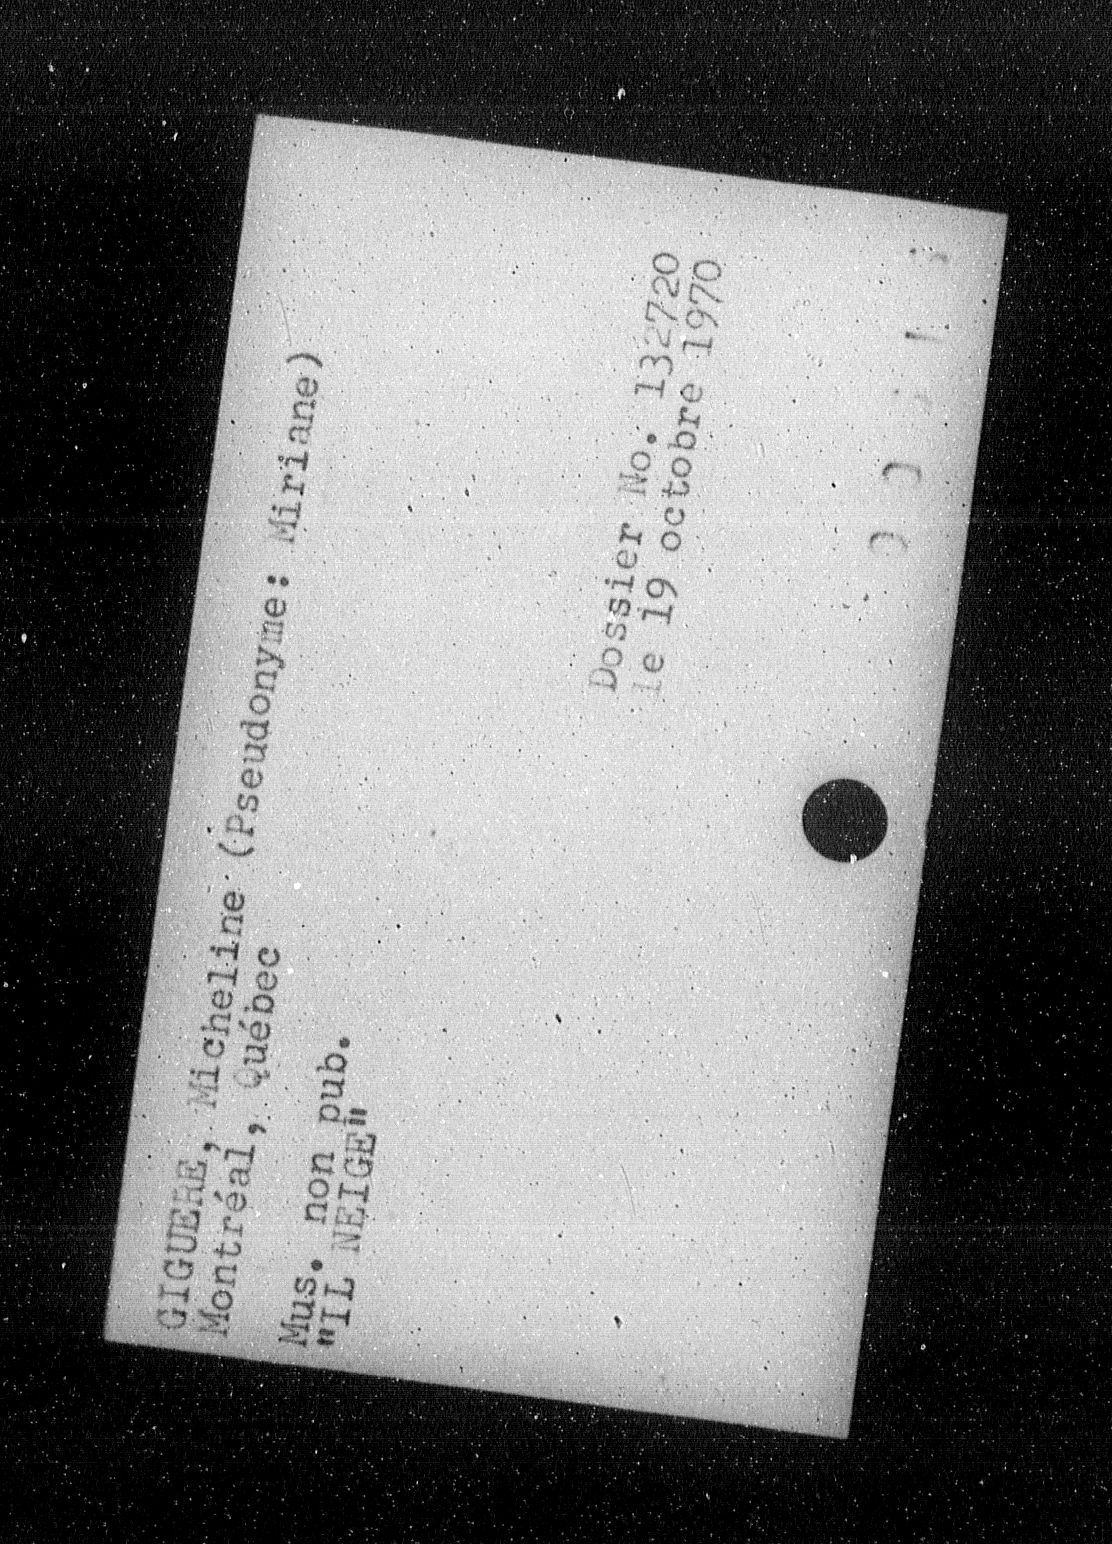 GIGUERE, Micheline (Pseudonyme: Miriane)
Montréal, Québec
Mus. non pub.
"IL NEIGE"
Dossier No. 132720
le 19 octobre 1970